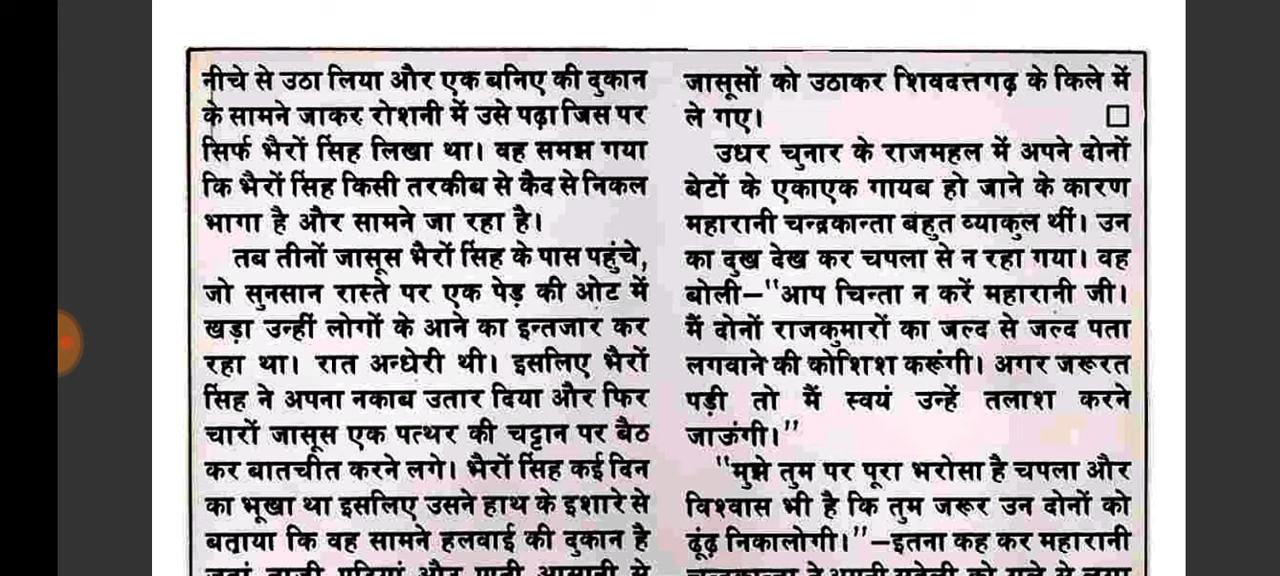 नीचे से उठा लिया और एक बनिए की दुकान
के सामने जाकर रोशनी में उसे पढ़ा जिस पर
सिर्फ भैरों सिंह लिखा था। वह समझ गया
कि भैरों सिंह किसी तरकीब से कैद से निकल
भागा है और सामने जा रहा है।
तब तीनों जासूस भैरों सिंह के पास पहुंचे,
जो सुनसान रास्ते पर एक पेड़ की ओट में
खड़ा उन्हीं लोगों के आने का इन्तजार कर
रहा था। रात अन्धेरी थी। इसलिए भैरों
सिंह ने अपना नकाब उतार दिया और फिर
चारों जासूस एक पत्थर की चट्टान पर बैठ
कर बातचीत करने लगे। भैरों सिंह कई दिन
का भूखा था इसलिए उसने हाथ के इशारे से
बताया कि वह सामने हलवाई की दुकान है
जासूसों को उठाकर शिवदत्तगढ़ के किले में
ले गए।
उधर चुनार के राजमहल में अपने दोनों
बेटों के एकाएक गायब हो जाने के कारण
महारानी चन्द्रकान्ता बहुत व्याकुल थीं। उन
का दुख देख कर चपला से न रहा गया। वह
बोली—"आप चिन्ता न करें महारानी जी।
मैं दोनों राजकुमारों का जल्द से जल्द पता
लगवाने की कोशिश करूंगी। अगर जरूरत
पड़ी तो मैं स्वयं उन्हें तलाश करने
जाऊंगी।"
"मुझे तुम पर पूरा भरोसा है चपला और
विश्वास भी है कि तुम जरूर उन दोनों को
ढूंढ़ निकालोगी।"—इतना कह कर महारानी